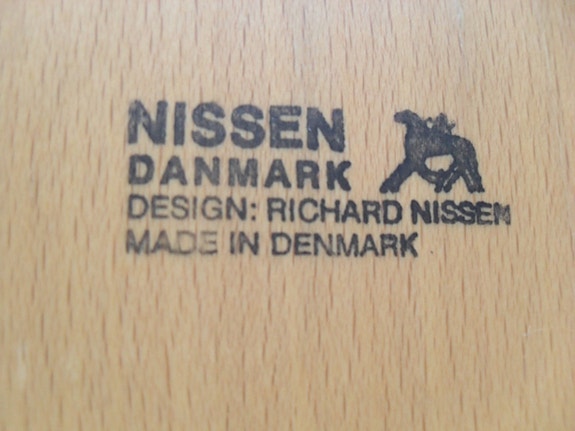 NISSEN
DANMARK
DESIGN: RICHARD NISSEN
MADE IN DENMARK